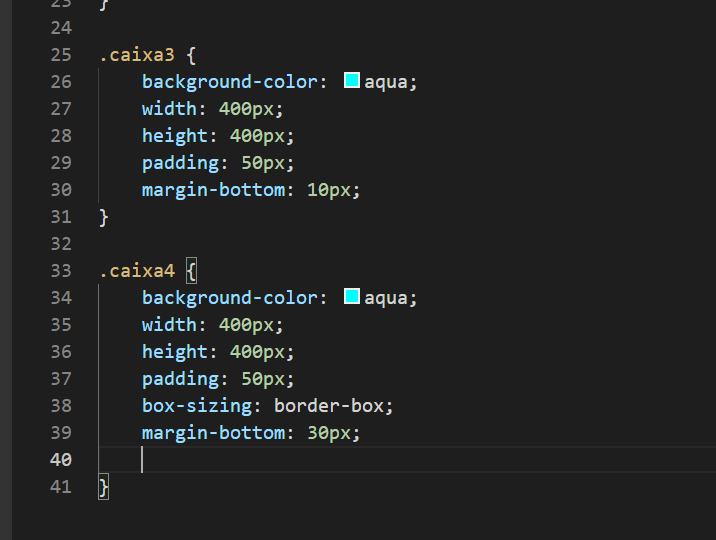 23 }
24
25 .caixa3 {
26 background-color: aqua;
27 width: 400px;
28 height: 400px;
29 padding: 50px;
30 margin-bottom: 10px;
31 }
32
33 .caixa4 {
34 background-color: aqua;
35 width: 400px;
36 height: 400px;
37 padding: 50px;
38 box-sizing: border-box;
39 margin-bottom: 30px;
40
41 }